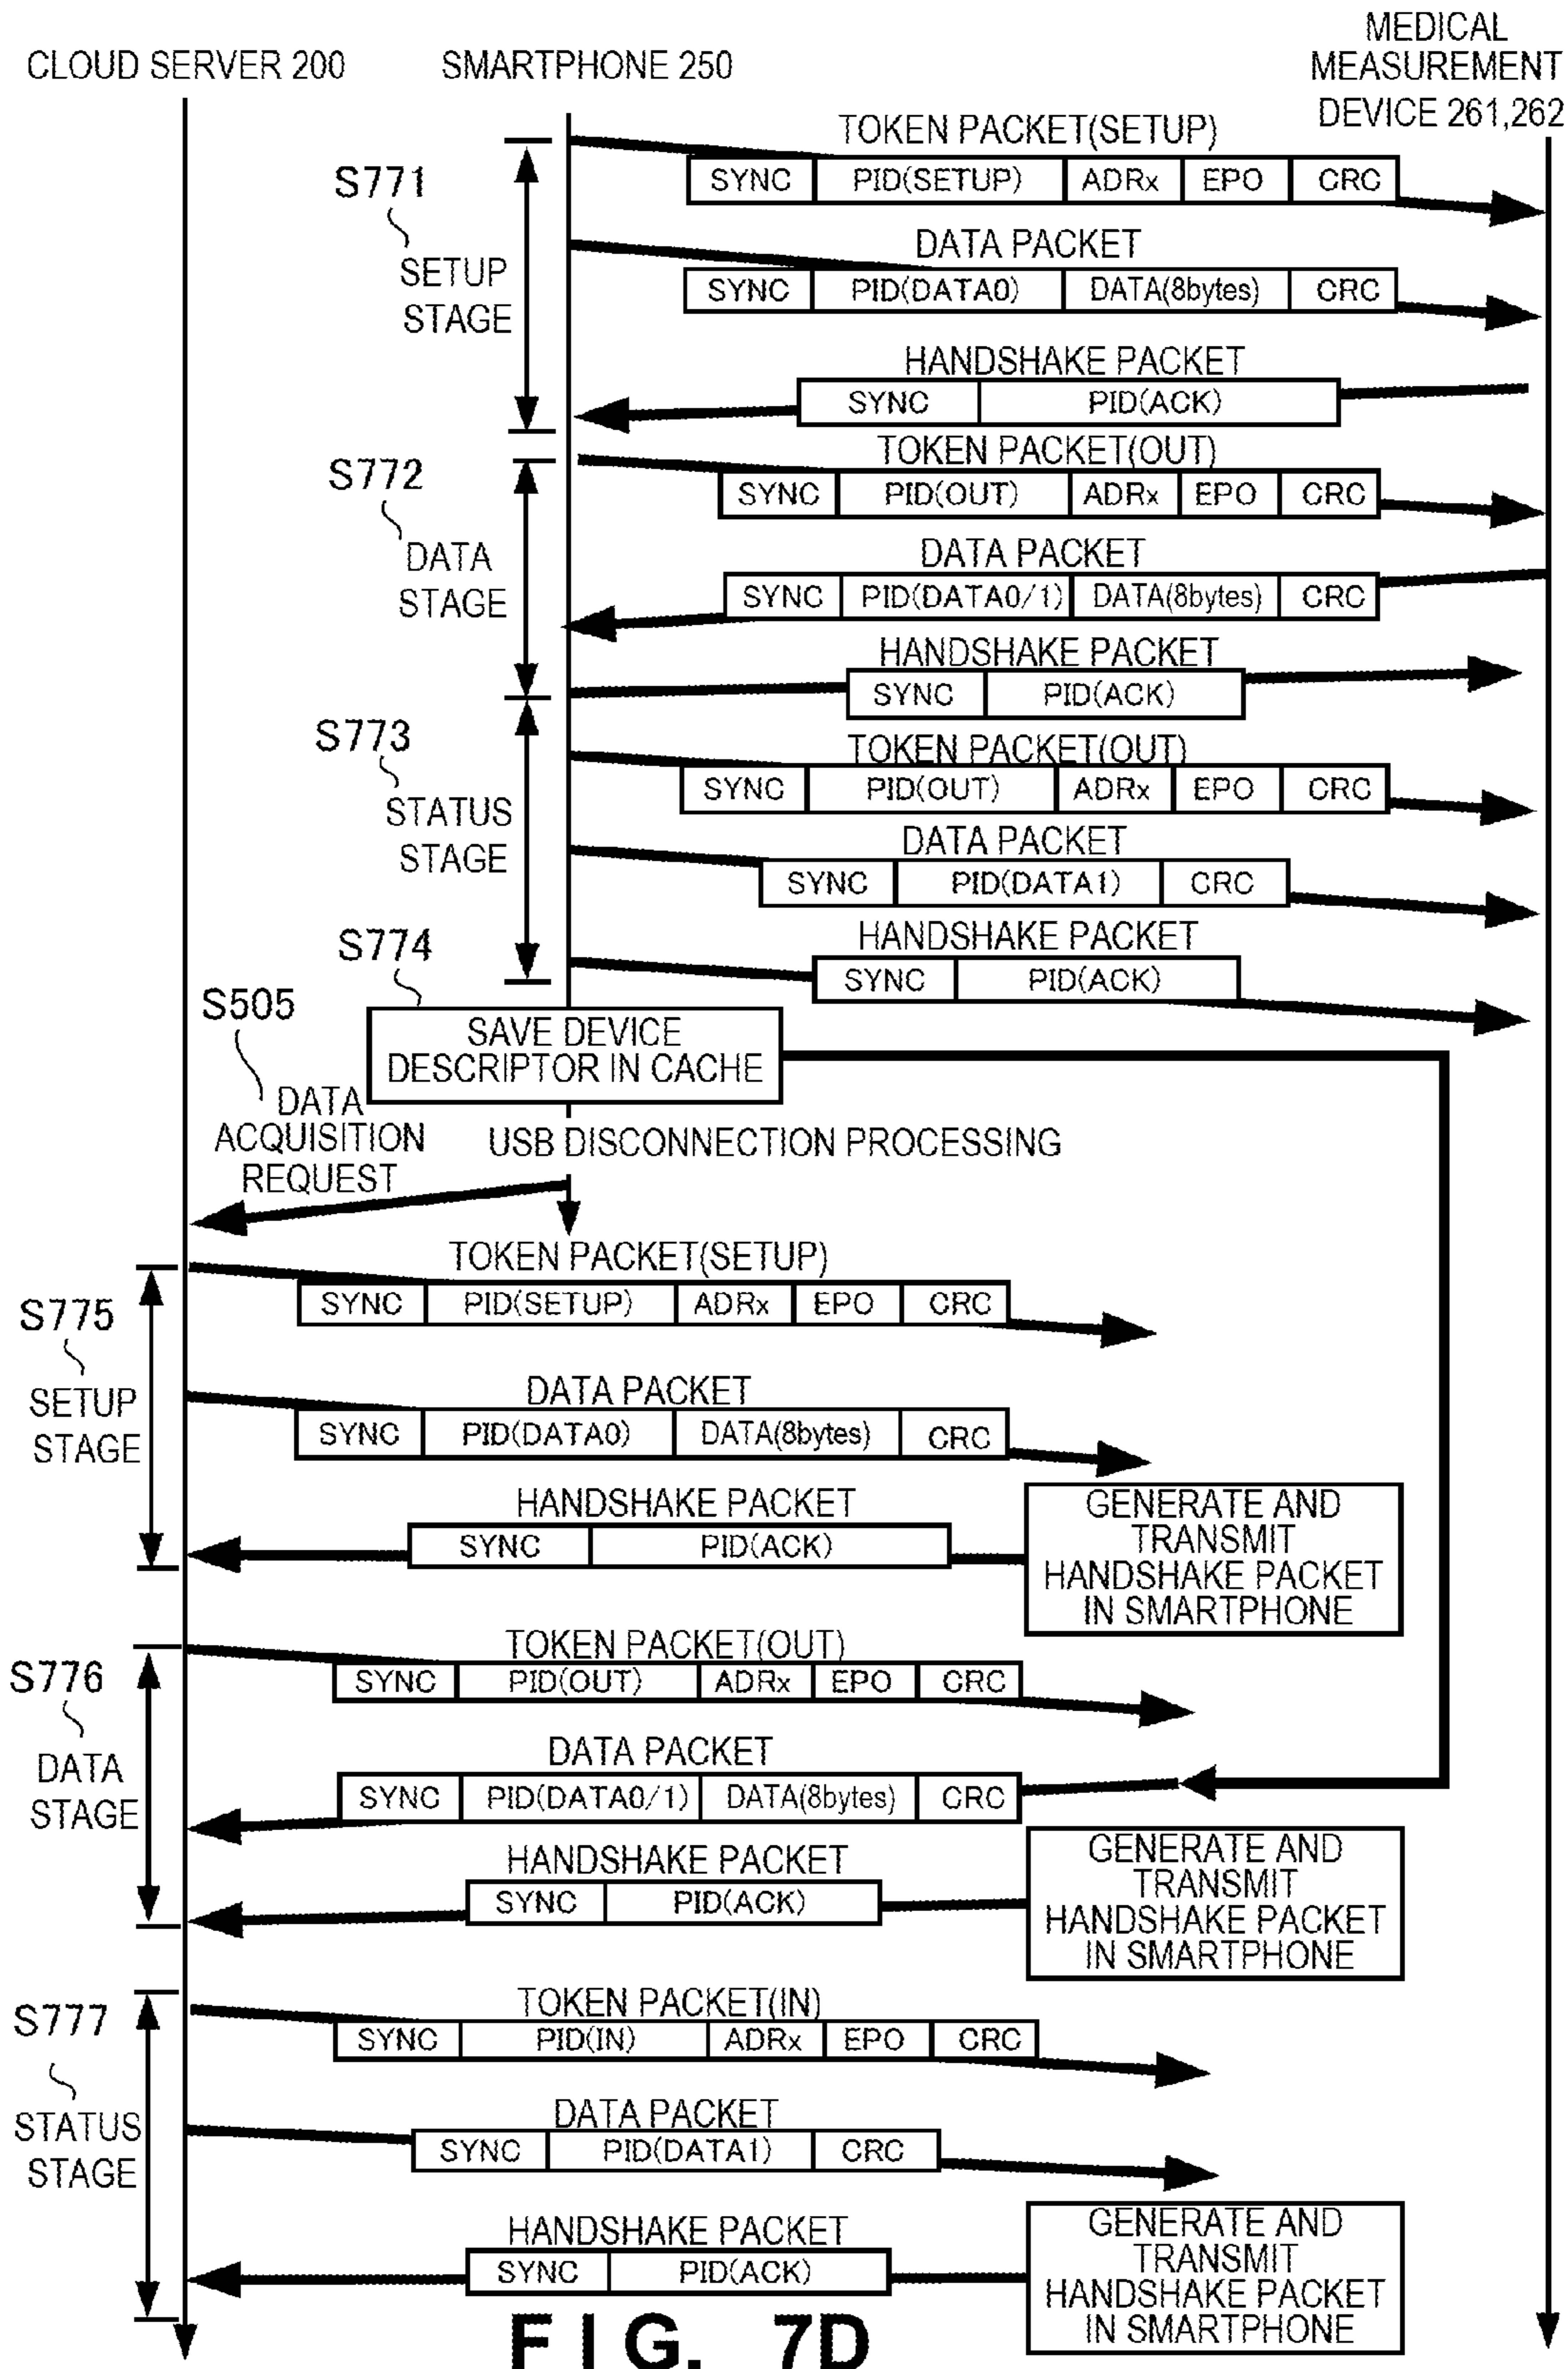 CLOUD SERVER 200
SMARTPHONE 250
MEDICAL
MEASUREMENT
DEVICE 261,262
TOKEN PACKET(SETUP)
SYNC PID(SETUP) ADRx EPO CRC
S771
SETUP
STAGE
DATA PACKET
SYNC PID(DATA0) DATA(8bytes) CRC
HANDSHAKE PACKET
SYNC PID(ACK)
TOKEN PACKET(OUT)
SYNC PID(OUT) ADRx EPO CRC
S772
DATA
STAGE
DATA PACKET
SYNC PID(DATA0/1) DATA(8bytes) CRC
HANDSHAKE PACKET
SYNC PID(ACK)
S773
STATUS
STAGE
TOKEN PACKET(OUT)
SYNC PID(OUT) ADRx EPO CRC
DATA PACKET
SYNC PID(DATA1) CRC
HANDSHAKE PACKET
SYNC PID(ACK)
S774
SAVE DEVICE
DESCRIPTOR IN CACHE
S505
DATA
ACQUISITION
REQUEST
USB DISCONNECTION PROCESSING
TOKEN PACKET(SETUP)
SYNC PID(SETUP) ADRx EPO CRC
S775
SETUP
STAGE
DATA PACKET
SYNC PID(DATA0) DATA(8bytes) CRC
HANDSHAKE PACKET
SYNC PID(ACK)
GENERATE AND
TRANSMIT
HANDSHAKE PACKET
IN SMARTPHONE
TOKEN PACKET(OUT)
SYNC PID(OUT) ADRx EPO CRC
S776
DATA
STAGE
DATA PACKET
SYNC PID(DATA0/1) DATA(8bytes) CRC
HANDSHAKE PACKET
SYNC PID(ACK)
GENERATE AND
TRANSMIT
HANDSHAKE PACKET
IN SMARTPHONE
TOKEN PACKET(IN)
SYNC PID(IN) ADRx EPO CRC
S777
STATUS
STAGE
DATA PACKET
SYNC PID(DATA1) CRC
HANDSHAKE PACKET
SYNC PID(ACK)
GENERATE AND
TRANSMIT
HANDSHAKE PACKET
IN SMARTPHONE
FIG. 7D